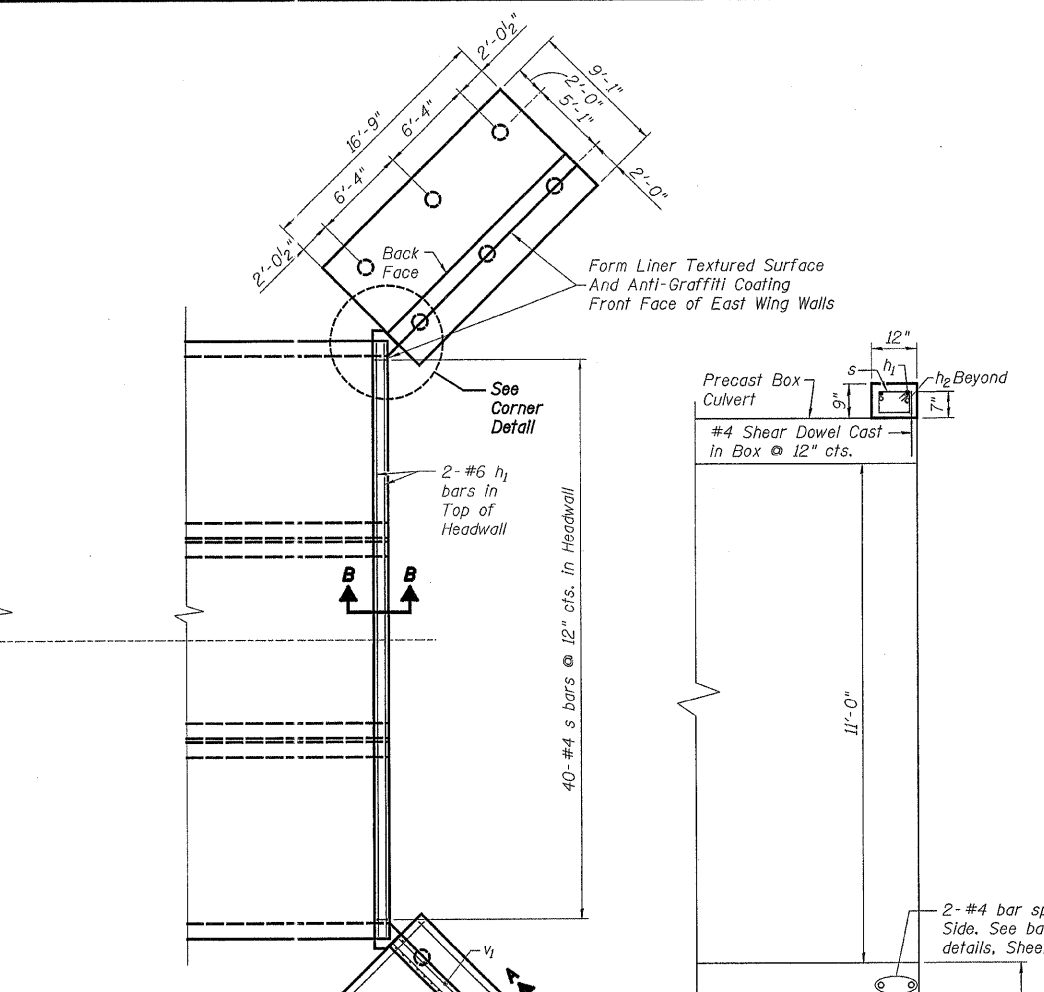 2'-0½"
9'-1"
2'-0"
5'-1"
16'-9"
6'-4"
6'-4"
2'-0"
2'-0½"
Back
Face
Form Liner Textured Surface
And Anti-Graffiti Coating
Front Face of East Wing Walls
See
Corner
Detail
2-#6 h1
bars in
Top of
Headwall
B B
40-#4 s bars @ 12" cts. in Headwall
v1
A
12"
s
h1
h2 Beyond
Precast Box
Culvert
9"
7"
#4 Shear Dowel Cast
in Box @ 12" cts.
11'-0"
2-#4 bar sp
Side. See ba
details, Shee